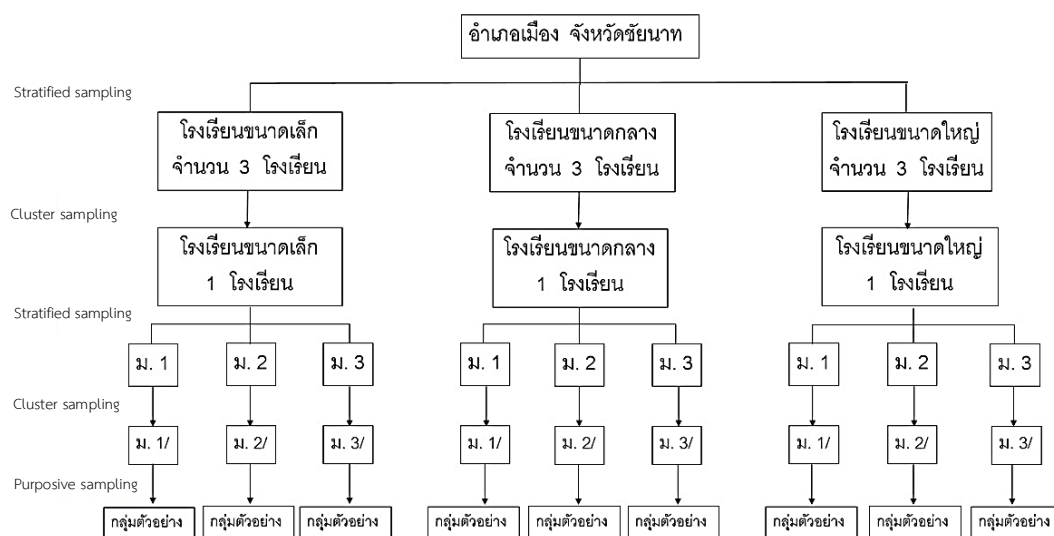 อำเภอเมือง จังหวัดชัยนาท
Stratified sampling
โรงเรียนขนาดเล็ก
จำนวน 3 โรงเรียน
โรงเรียนขนาดกลาง
จำนวน 3 โรงเรียน
โรงเรียนขนาดใหญ่
จำนวน 3 โรงเรียน
Cluster sampling
โรงเรียนขนาดเล็ก
1 โรงเรียน
โรงเรียนขนาดกลาง
1 โรงเรียน
โรงเรียนขนาดใหญ่
1 โรงเรียน
Stratified sampling
ม. 1 ม. 2 ม. 3 ม. 1 ม. 2 ม. 3 ม. 1 ม. 2 ม. 3
Cluster sampling
ม. 1/ ม. 2/ ม. 3/ ม. 1/ ม. 2/ ม. 3/ ม. 1/ ม. 2/ ม. 3/
Purposive sampling
กลุ่มตัวอย่าง กลุ่มตัวอย่าง กลุ่มตัวอย่าง กลุ่มตัวอย่าง กลุ่มตัวอย่าง กลุ่มตัวอย่าง กลุ่มตัวอย่าง กลุ่มตัวอย่าง กลุ่มตัวอย่าง